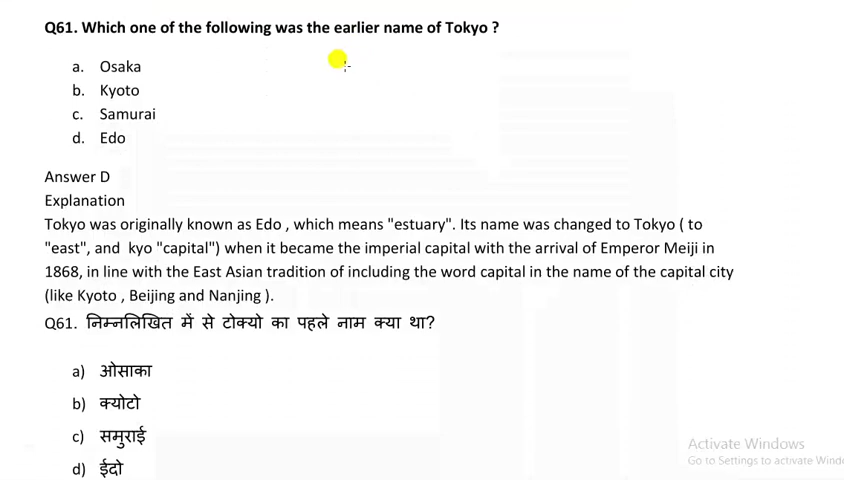 Q61. Which one of the following was the earlier name of Tokyo ?
a. Osaka
b. Kyoto
c. Samurai
d. Edo
Answer D
Explanation
Tokyo was originally known as Edo , which means "estuary". Its name was changed to Tokyo ( to
"east", and kyo "capital") when it became the imperial capital with the arrival of Emperor Meiji in
1868, in line with the East Asian tradition of including the word capital in the name of the capital city
(like Kyoto , Beijing and Nanjing ).
Q61. निम्नलिखित में से टोक्यो का पहले नाम क्या था?
a) ओसाका
b) क्योटो
c) समुराई
d) ईदो
Activate Windows
Go to Settings to activate Wind